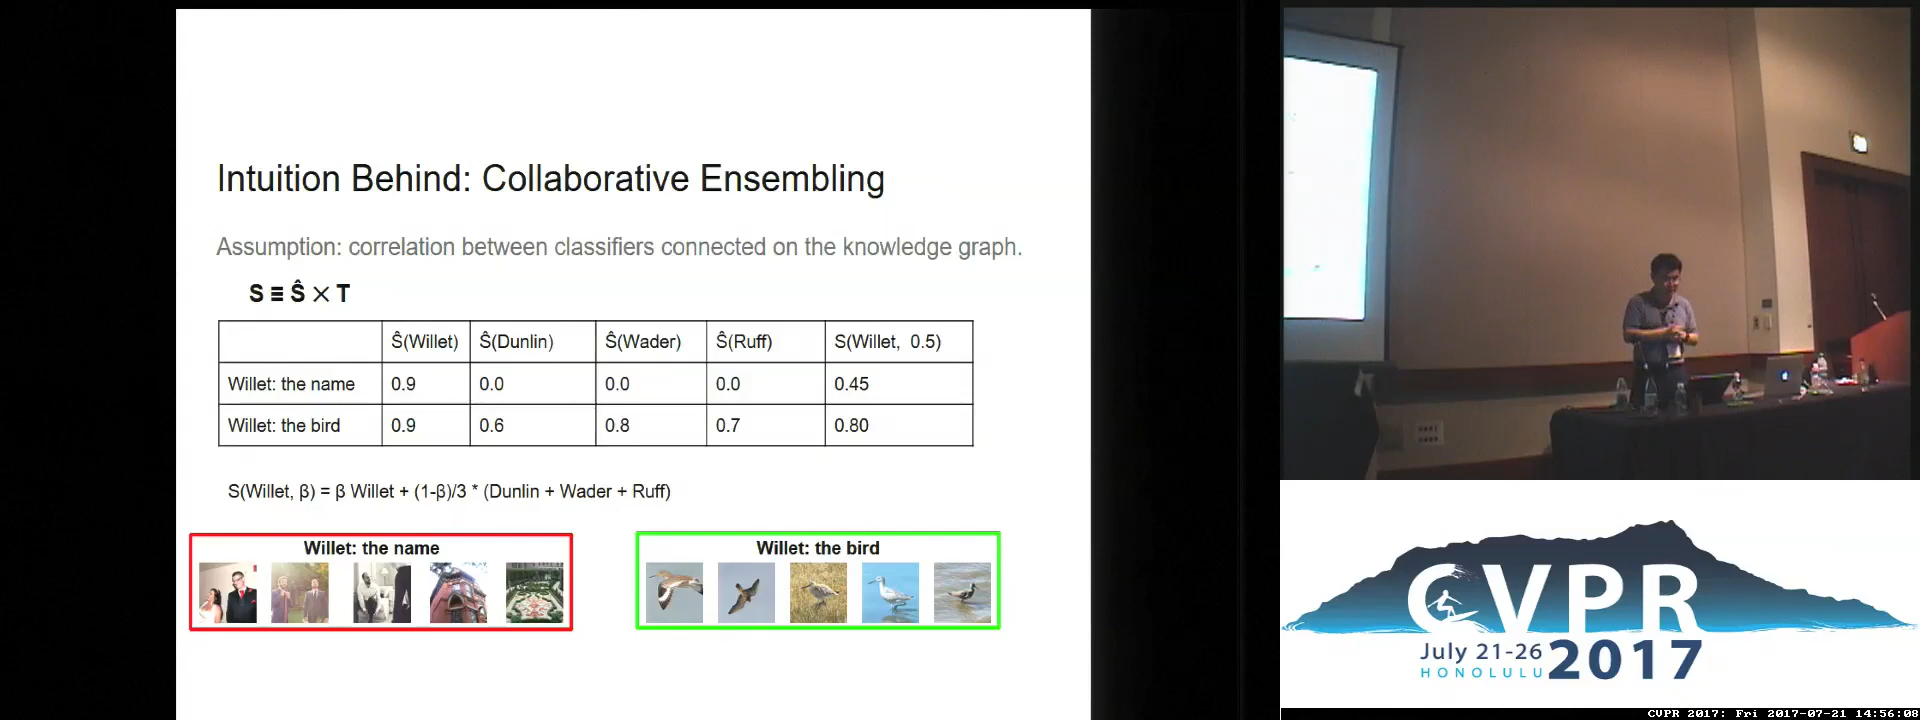 Intuition Behind: Collaborative Ensembling
Assumption: correlation between classifiers connected on the knowledge graph.
S ≡ Ŝ × T
Ŝ(Willet) Ŝ(Dunlin) Ŝ(Wader) Ŝ(Ruff) S(Willet, 0.5)
Willet: the name 0.9 0.0 0.0 0.0 0.45
Willet: the bird 0.9 0.6 0.8 0.7 0.80
S(Willet, β) = β Willet + (1-β)/3 * (Dunlin + Wader + Ruff)
Willet: the name
Willet: the bird
CVPR
July 21-26
HONOLULU
2017
CVPR 2017: Fri 2017-07-21 14:56:08